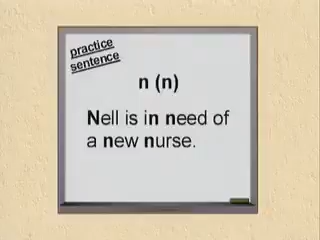 practice
sentence
n (n)
Nell is in need of
a new nurse.